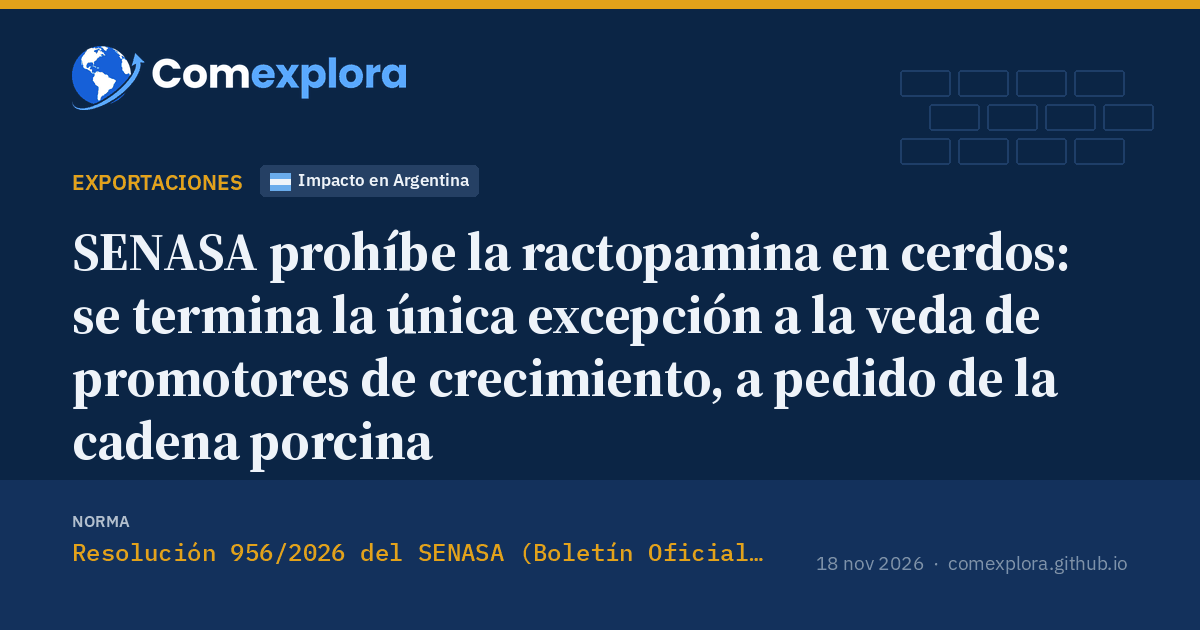 Comexplora
EXPORTACIONES
Impacto en Argentina
SENASA prohíbe la ractopamina en cerdos:
se termina la única excepción a la veda de
promotores de crecimiento, a pedido de la
cadena porcina
NORMA
Resolución 956/2026 del SENASA (Boletín Oficial…
18 nov 2026 · comexplora.github.io